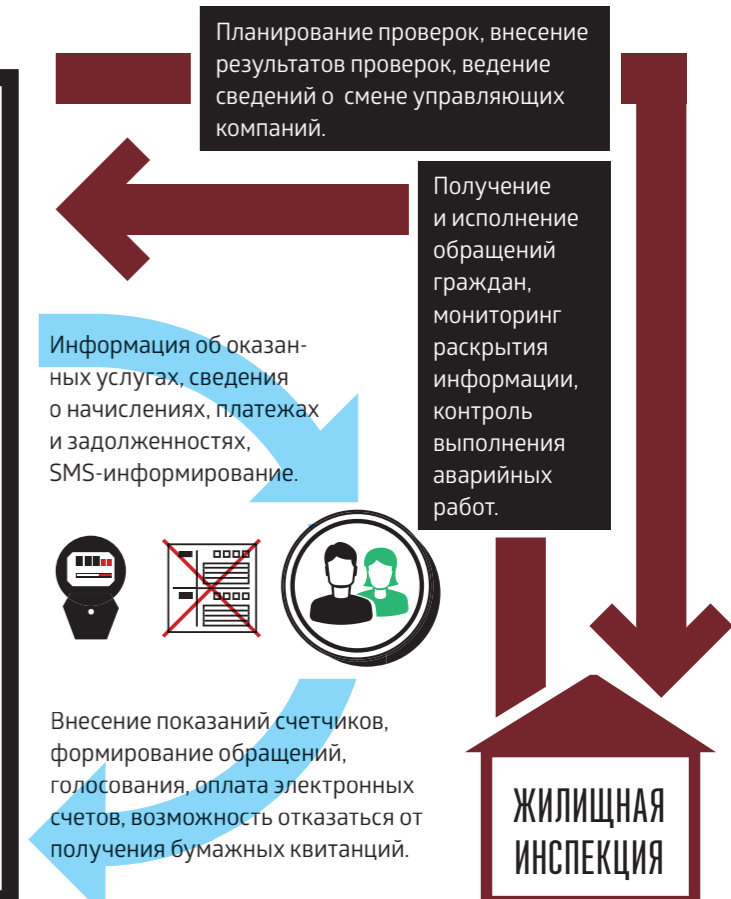 Планирование проверок, внесение
результатов проверок, ведение
сведений о смене управляющих
компаний.
Получение
и исполнение
обращений
граждан,
мониторинг
раскрытия
информации,
контроль
выполнения
аварийных
работ.
Информация об оказан-
ных услугах, сведения
о начислениях, платежах
и задолженностях,
SMS-информирование.
Внесение показаний счетчиков,
формирование обращений,
голосования, оплата электронных
счетов, возможность отказаться от
получения бумажных квитанций.
ЖИЛИЩНАЯ
ИНСПЕКЦИЯ